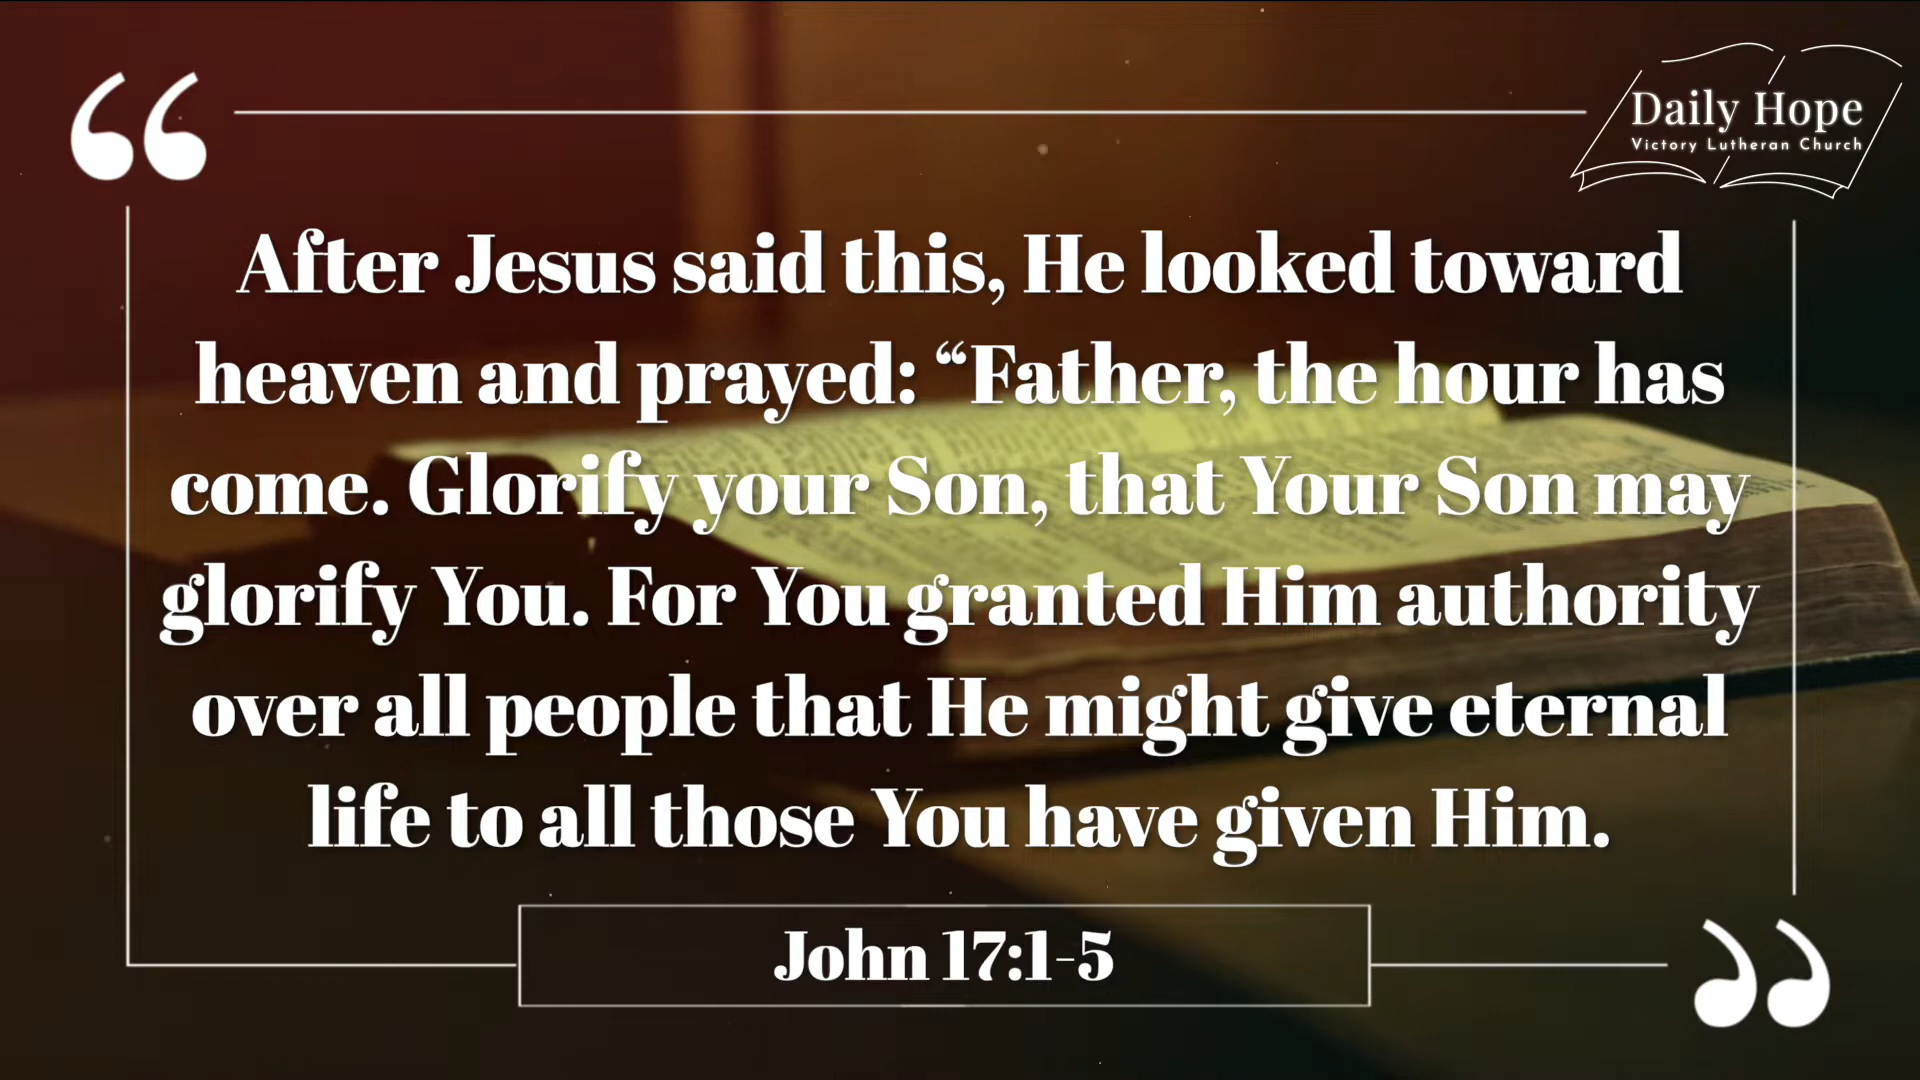 Daily Hope
Victory Lutheran Church
“
After Jesus said this, He looked toward
heaven and prayed: “Father, the hour has
come. Glorify your Son, that Your Son may
glorify You. For You granted Him authority
over all people that He might give eternal
life to all those You have given Him.
John 17:1-5
”